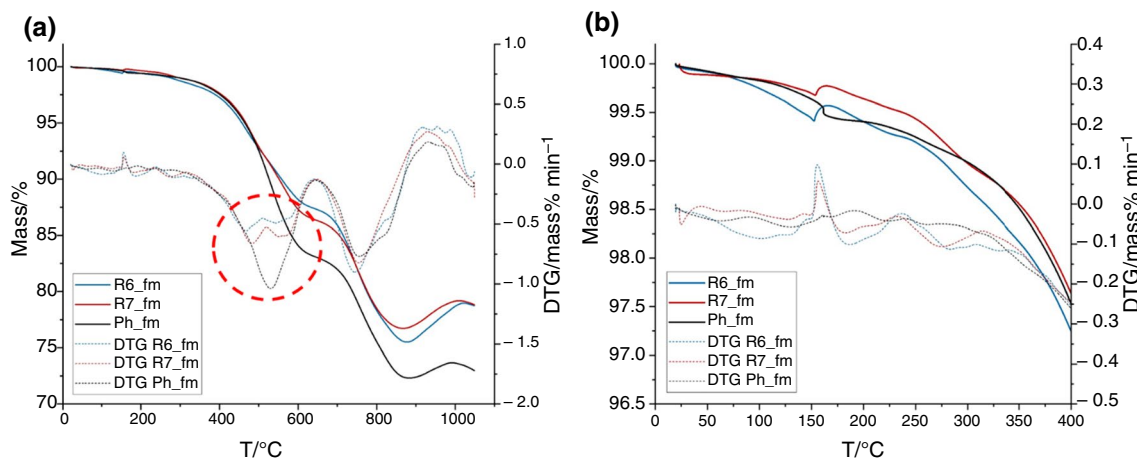 (a)
Mass/%
100
95
90
85
80
75
70
0 200 400 600 800 1000
T/°C
1.0
0.5
0.0
– 0.5
– 1.0
– 1.5
– 2.0
DTG/mass% min–1
R6_fm
R7_fm
Ph_fm
DTG R6_fm
DTG R7_fm
DTG Ph_fm
(b)
Mass/%
100.0
99.5
99.0
98.5
98.0
97.5
97.0
96.5
0 50 100 150 200 250 300 350 400
T/°C
0.4
0.3
0.2
0.1
0.0
– 0.1
– 0.2
– 0.3
– 0.4
– 0.5
DTG/mass% min–1
R6_fm
R7_fm
Ph_fm
DTG R6_fm
DTG R7_fm
DTG Ph_fm